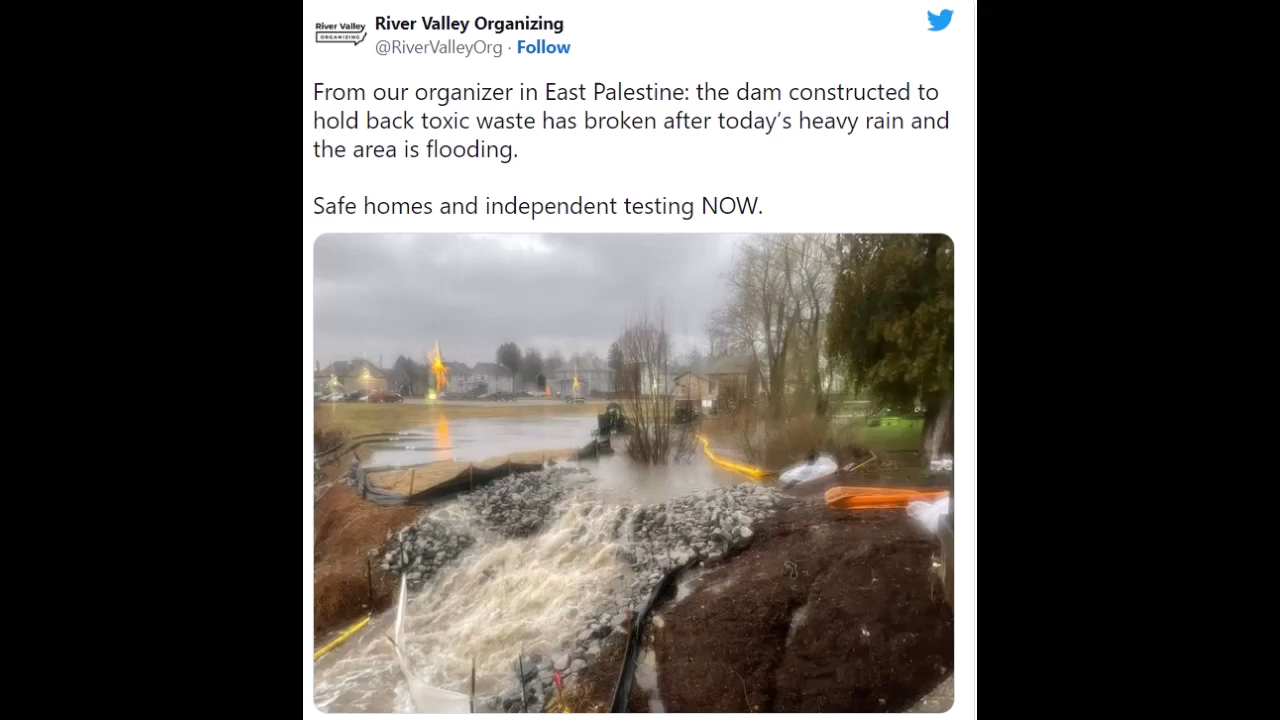 River Valley
ORGANIZING
River Valley Organizing
@RiverValleyOrg · Follow
From our organizer in East Palestine: the dam constructed to
hold back toxic waste has broken after today's heavy rain and
the area is flooding.
Safe homes and independent testing NOW.